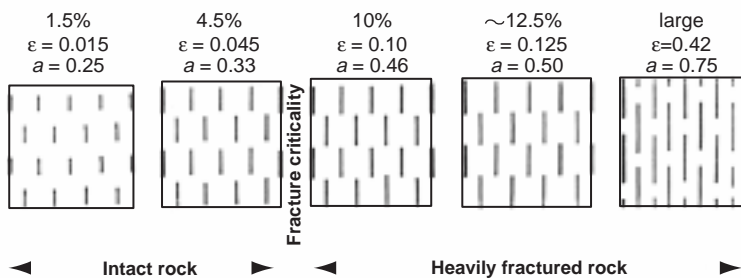 1.5%
ε = 0.015
a = 0.25
4.5%
ε = 0.045
a = 0.33
Fracture criticality
10%
ε = 0.10
a = 0.46
∼12.5%
ε = 0.125
a = 0.50
large
ε=0.42
a = 0.75
Intact rock
Heavily fractured rock